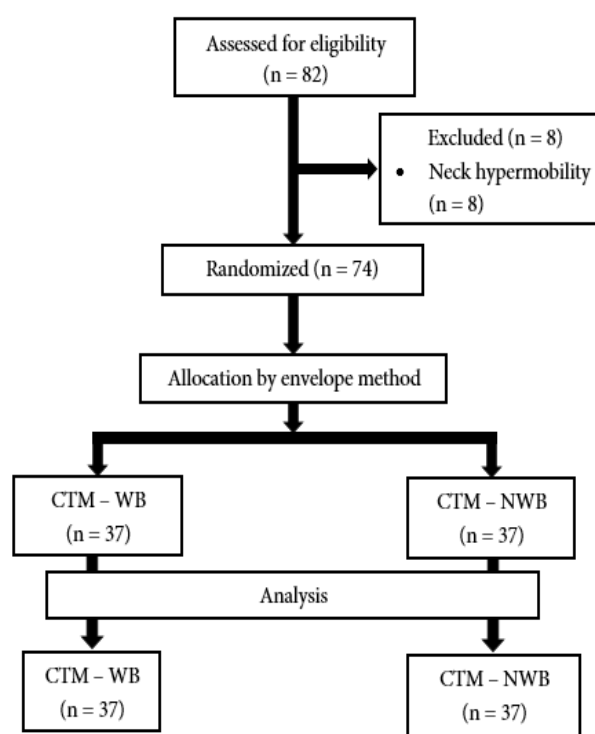 Assessed for eligibility
(n = 82)
Excluded (n = 8)
• Neck hypermobility
(n = 8)
Randomized (n = 74)
Allocation by envelope method
CTM – WB
(n = 37)
CTM – NWB
(n = 37)
Analysis
CTM – WB
(n = 37)
CTM – NWB
(n = 37)